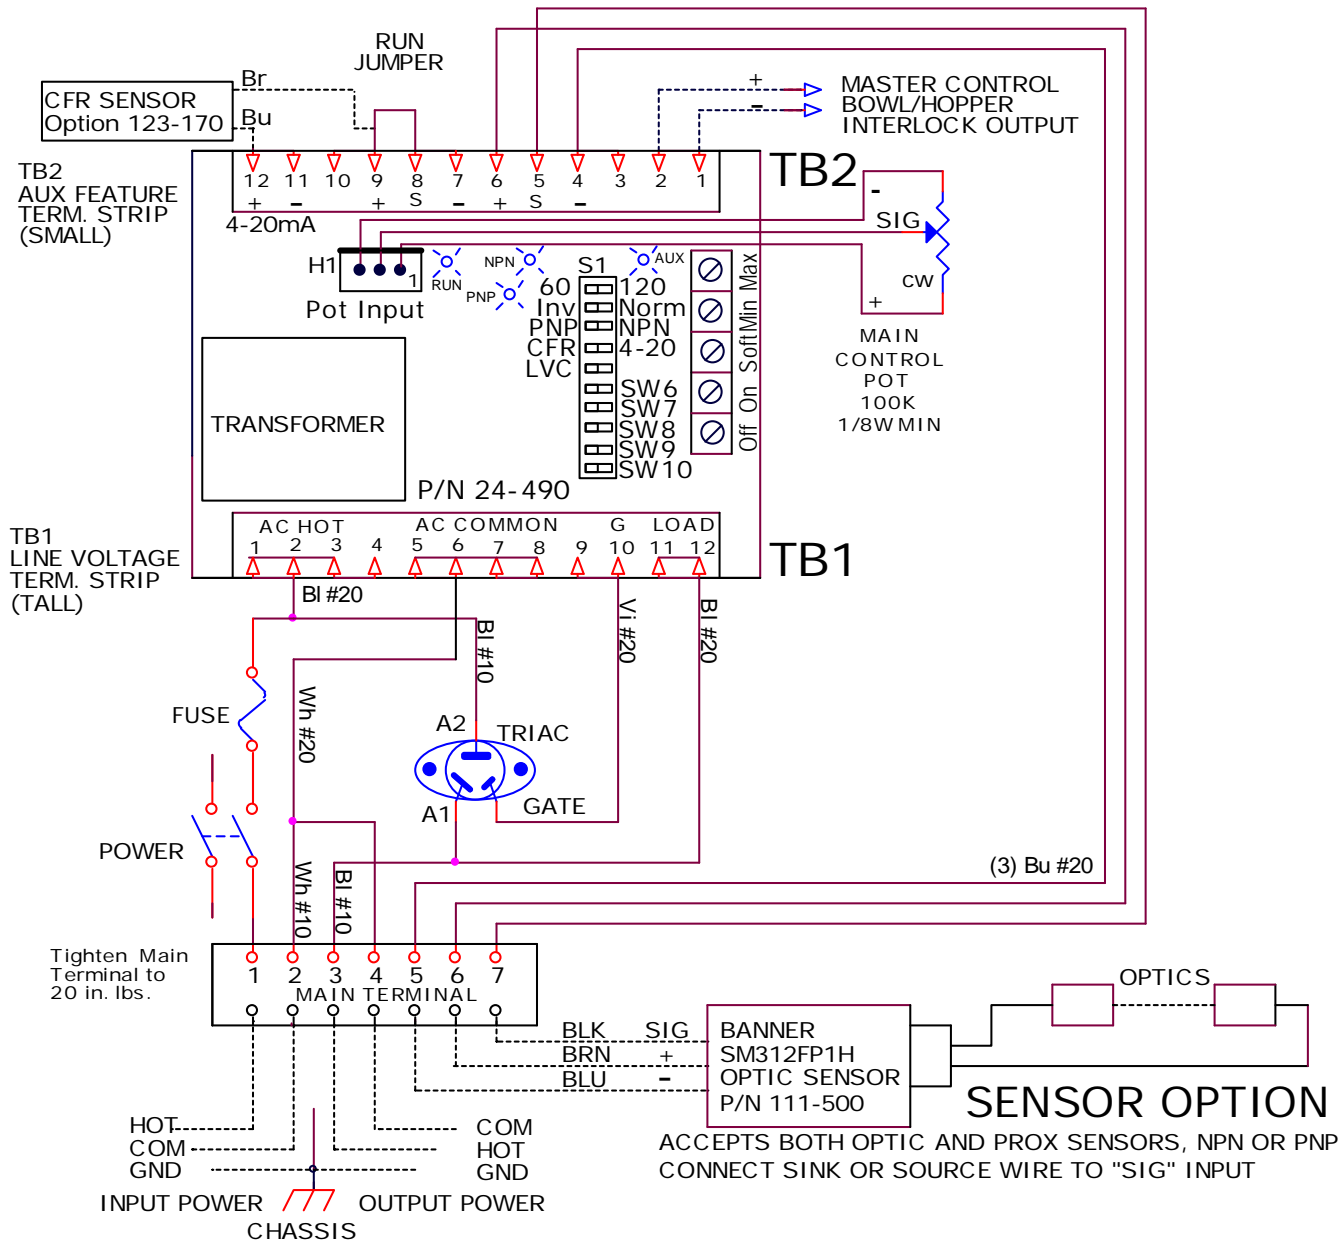 RUN
JUMPER
Br
CFR SENSOR
Option 123-170
Bu
+
-
MASTER CONTROL
BOWL/HOPPER
INTERLOCK OUTPUT
TB2
AUX FEATURE
TERM. STRIP
(SMALL)
12 11 10 9 8 7 6 5 4 3 2 1
+ - + S - + S -
4-20mA
TB2
-
SIG
CW
+
MAIN
CONTROL
POT
100K
1/8W MIN
H1
1
Pot Input
RUN
NPN
PNP
AUX
S1
60 120
Inv Norm
PNP NPN
CFR 4-20
LVC
SW6
SW7
SW8
SW9
SW10
Off On Soft Min Max
TRANSFORMER
P/N 24-490
TB1
LINE VOLTAGE
TERM. STRIP
(TALL)
AC HOT AC COMMON G LOAD
1 2 3 4 5 6 7 8 9 10 11 12
TB1
Bl #20
Bl #10
Vi #20
Bl #20
FUSE
Wh #20
A2
TRIAC
A1
GATE
POWER
Wh #10
Bl #10
(3) Bu #20
Tighten Main
Terminal to
20 in. lbs.
1 2 3 4 5 6 7
MAIN TERMINAL
OPTICS
BLK SIG
BRN +
BLU -
BANNER
SM312FP1H
OPTIC SENSOR
P/N 111-500
SENSOR OPTION
ACCEPTS BOTH OPTIC AND PROX SENSORS, NPN OR PNP
CONNECT SINK OR SOURCE WIRE TO "SIG" INPUT
HOT
COM
GND
COM
HOT
GND
INPUT POWER
OUTPUT POWER
CHASSIS